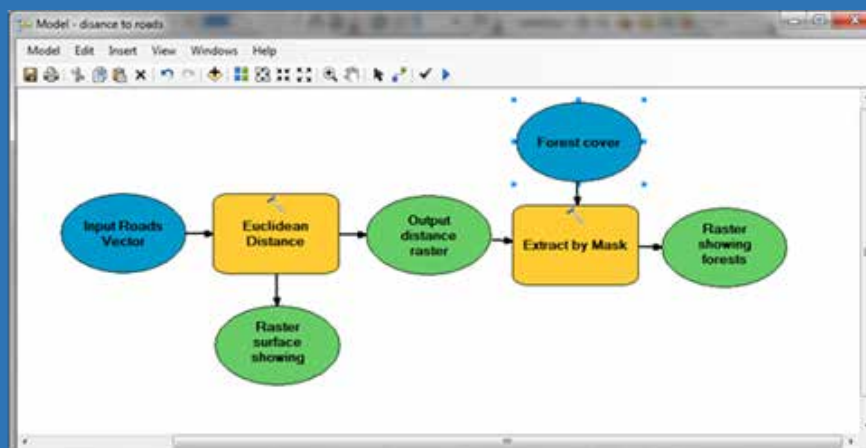 Model - disance to roads
Model Edit Insert View Windows Help
Forest cover
Input Roads
Vector
Euclidean
Distance
Output
distance
raster
Extract by Mask
Raster
showing
forests
Raster
surface
showing